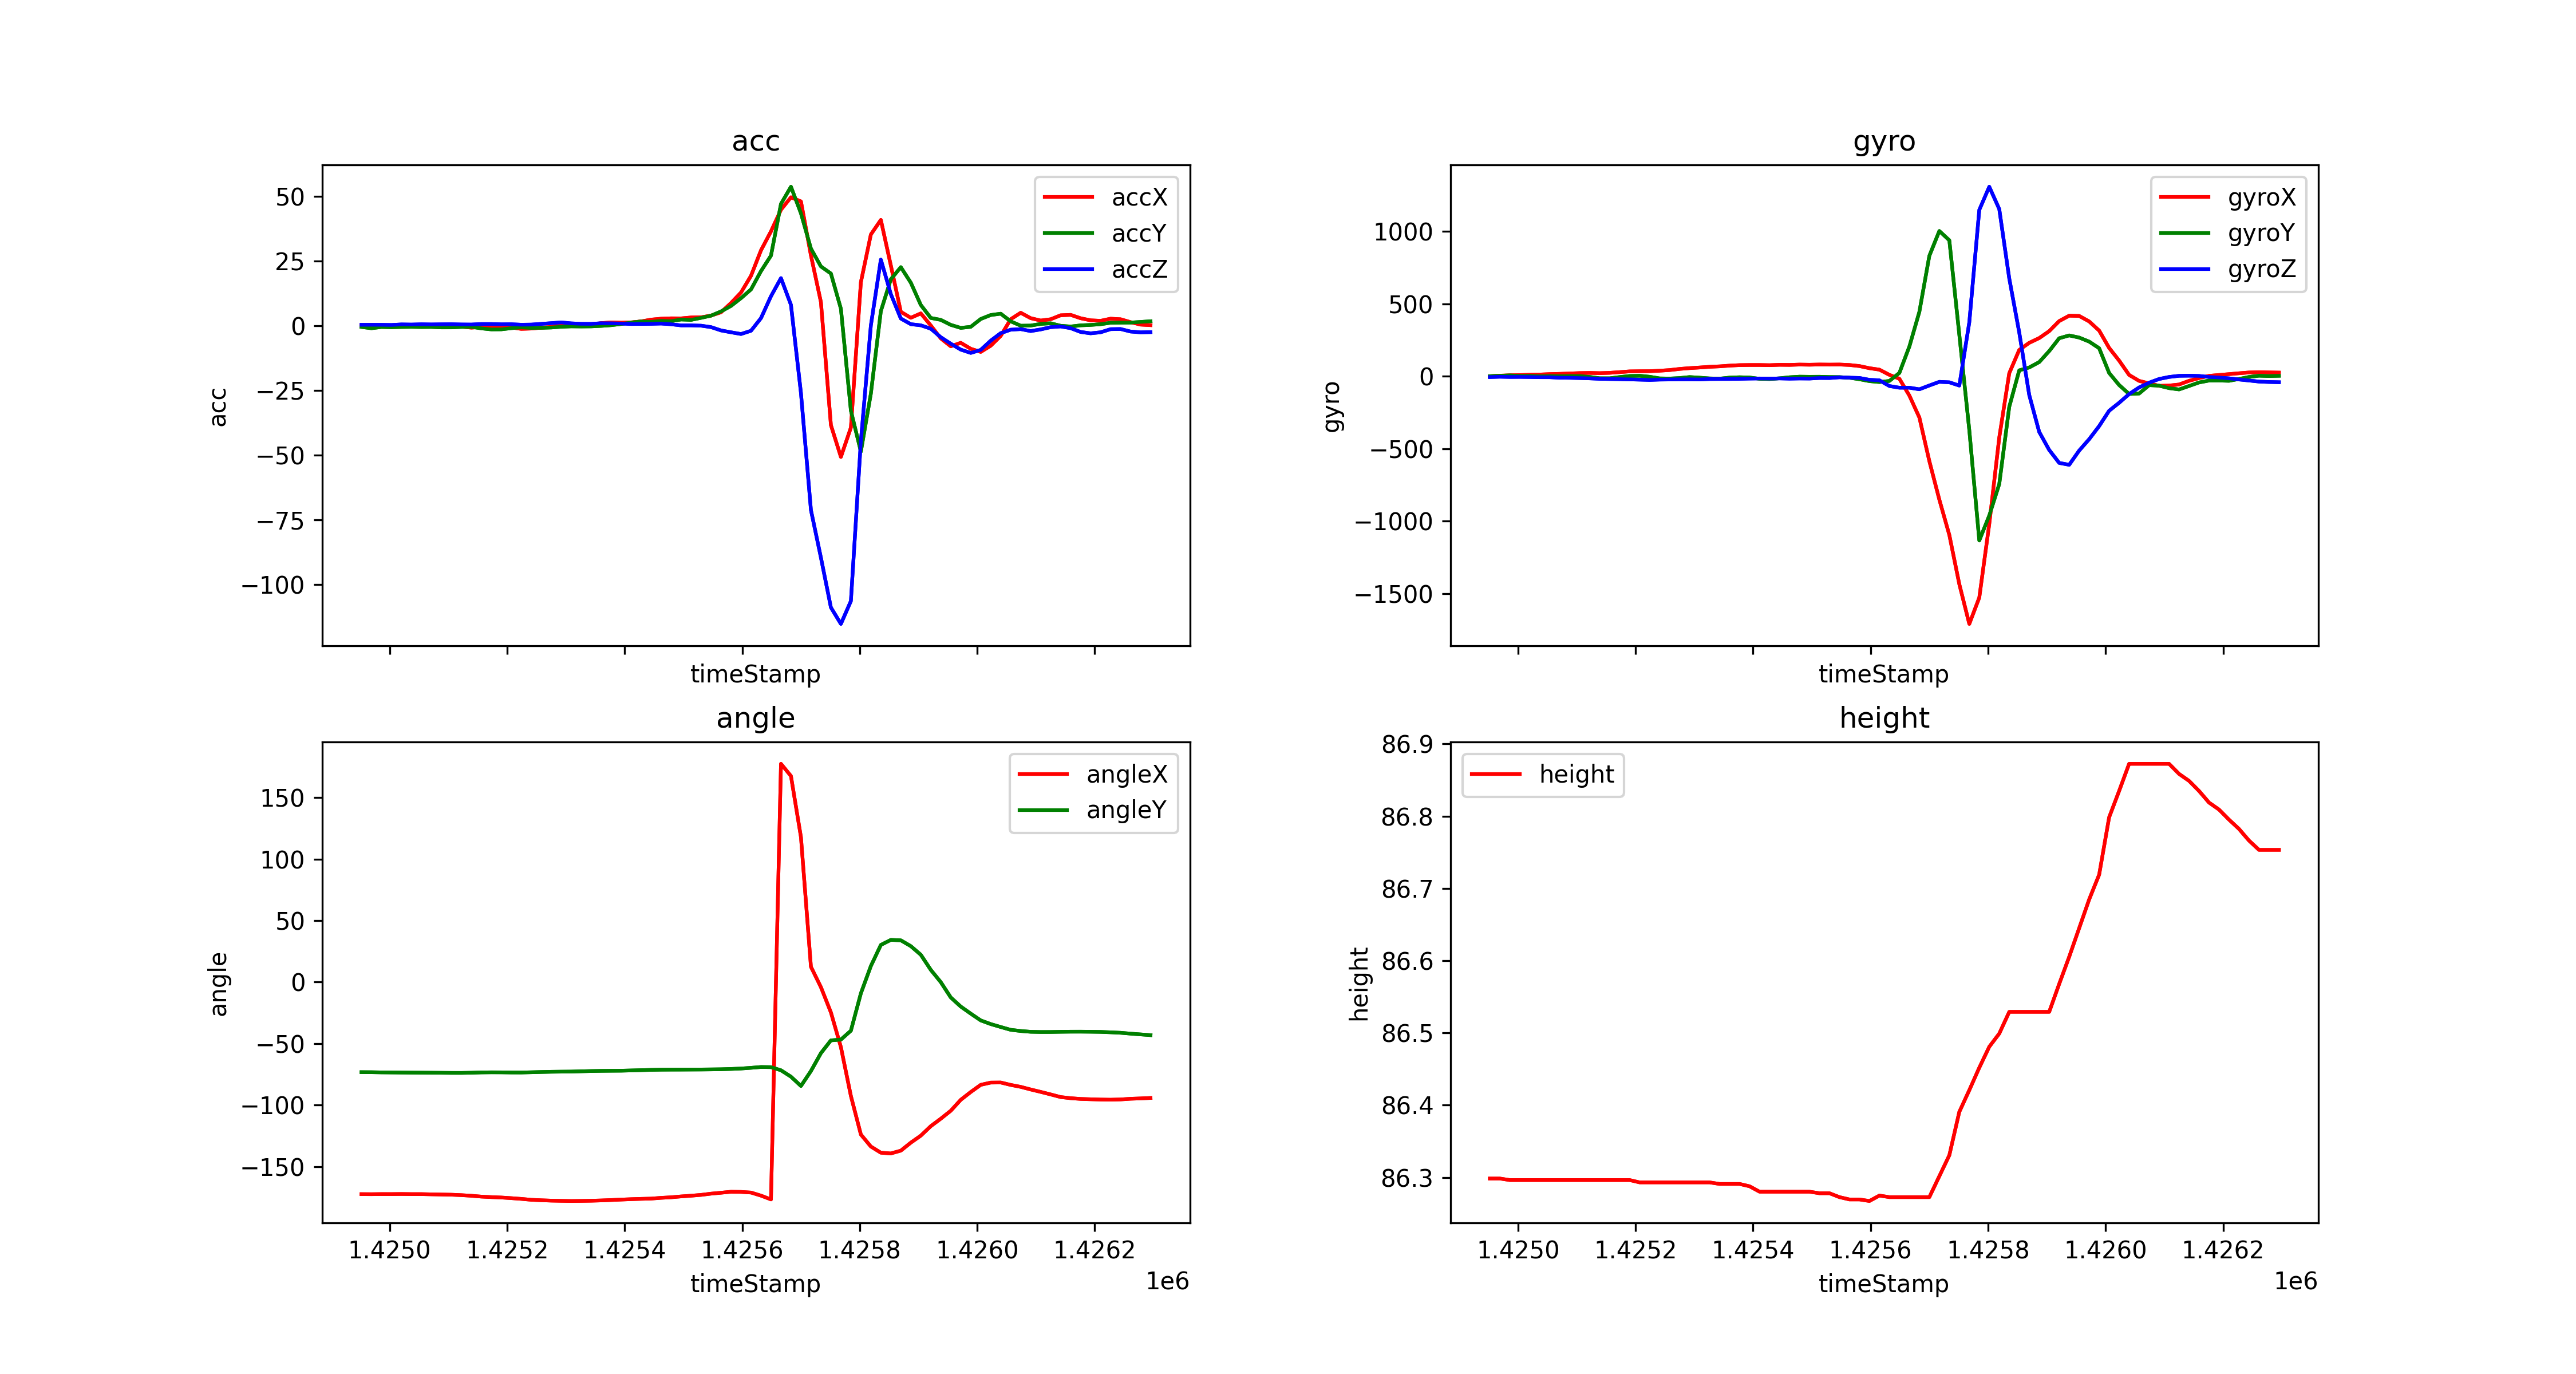 acc
50
25
0
−25
−50
−75
−100
acc
accX
accY
accZ
timeStamp
gyro
1000
500
0
−500
−1000
−1500
gyro
gyroX
gyroY
gyroZ
timeStamp
angle
150
100
50
0
−50
−100
−150
angle
angleX
angleY
1.4250 1.4252 1.4254 1.4256 1.4258 1.4260 1.4262
1e6
timeStamp
height
86.9
86.8
86.7
86.6
86.5
86.4
86.3
height
height
1.4250 1.4252 1.4254 1.4256 1.4258 1.4260 1.4262
1e6
timeStamp